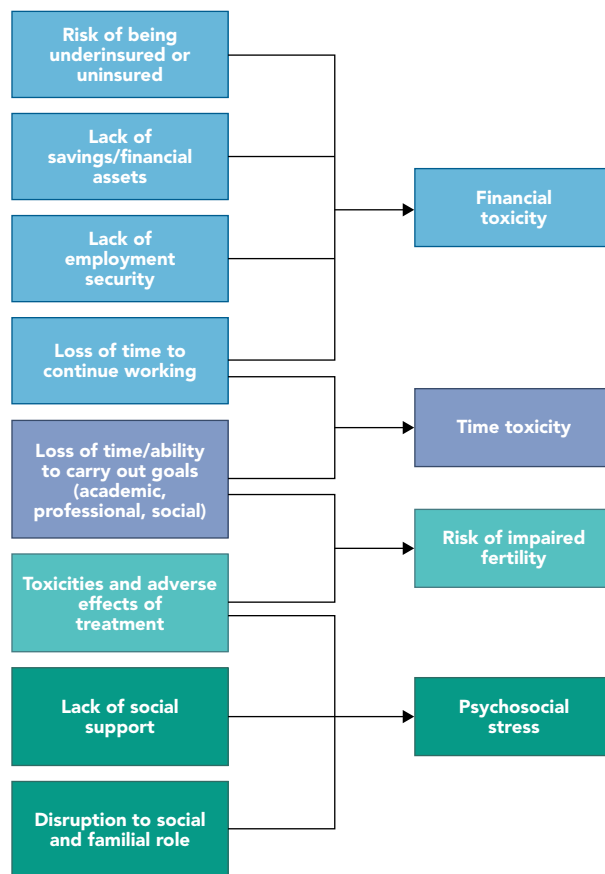 Risk of being
underinsured or
uninsured
Lack of
savings/financial
assets
Financial
toxicity
Lack of
employment
security
Loss of time to
continue working
Time toxicity
Loss of time/ability
to carry out goals
(academic,
professional, social)
Risk of impaired
fertility
Toxicities and adverse
effects of
treatment
Lack of social
support
Psychosocial
stress
Disruption to social
and familial role